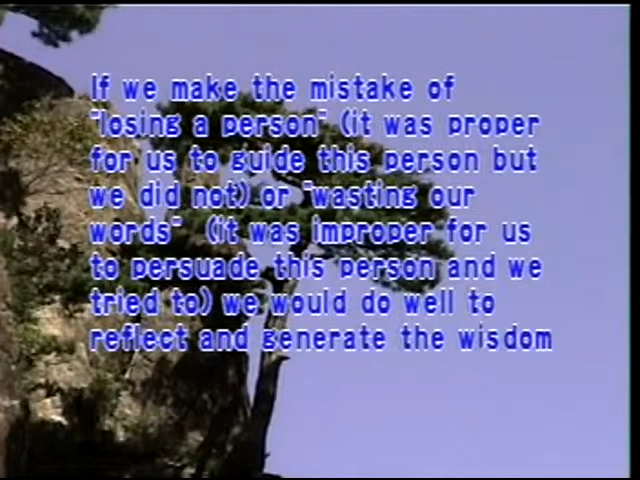 If we make the mistake of
"losing a person" (it was proper
for us to guide this person but
we did not) or "wasting our
words" (it was improper for us
to persuade this person and we
tried to) we would do well to
reflect and generate the wisdom